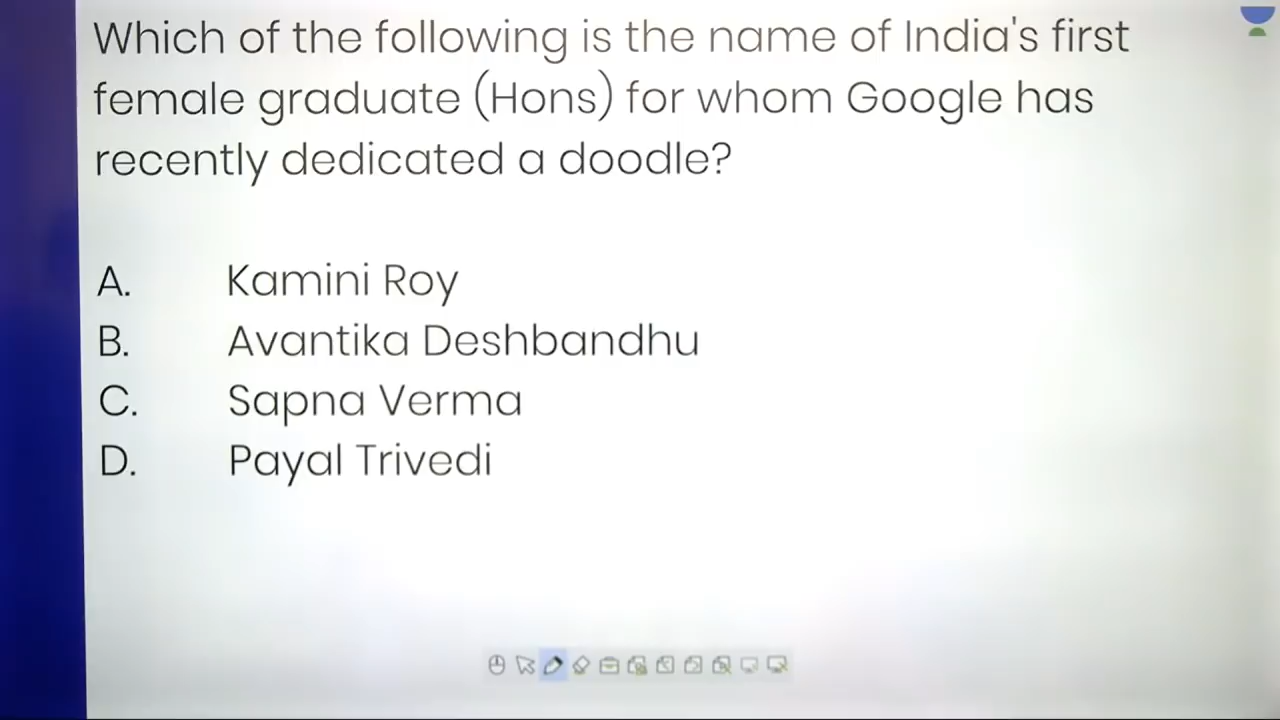 Which of the following is the name of India's first
female graduate (Hons) for whom Google has
recently dedicated a doodle?
A. Kamini Roy
B. Avantika Deshbandhu
C. Sapna Verma
D. Payal Trivedi